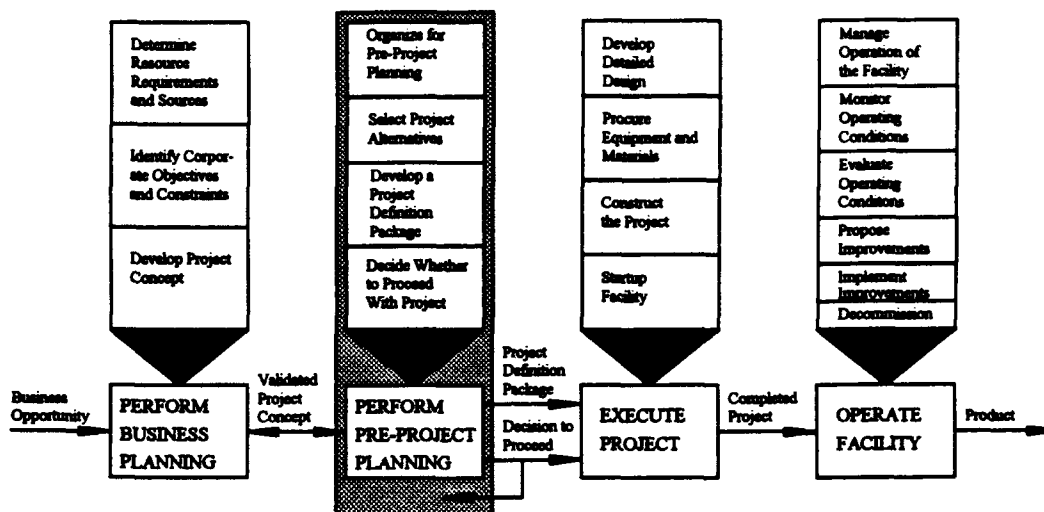 Determine
Resource
Requirements
and Sources
Identify Corpor-
ate Objectives
and Constraints
Develop Project
Concept
Organize for
Pre-Project
Planning
Select Project
Alternatives
Develop a
Project
Definition
Package
Decide Whether
to Proceed
With Project
Develop
Detailed
Design
Procure
Equipment and
Materials
Construct
the Project
Startup
Facility
Manage
Operation of
the Facility
Monitor
Operating
Conditions
Evaluate
Operating
Conditons
Propose
Improvements
Implement
Improvements
Decommission
Business
Opportunity
PERFORM
BUSINESS
PLANNING
Validated
Project
Concept
PERFORM
PRE-PROJECT
PLANNING
Project
Definition
Package
Decision to
Proceed
EXECUTE
PROJECT
Completed
Project
OPERATE
FACILITY
Product